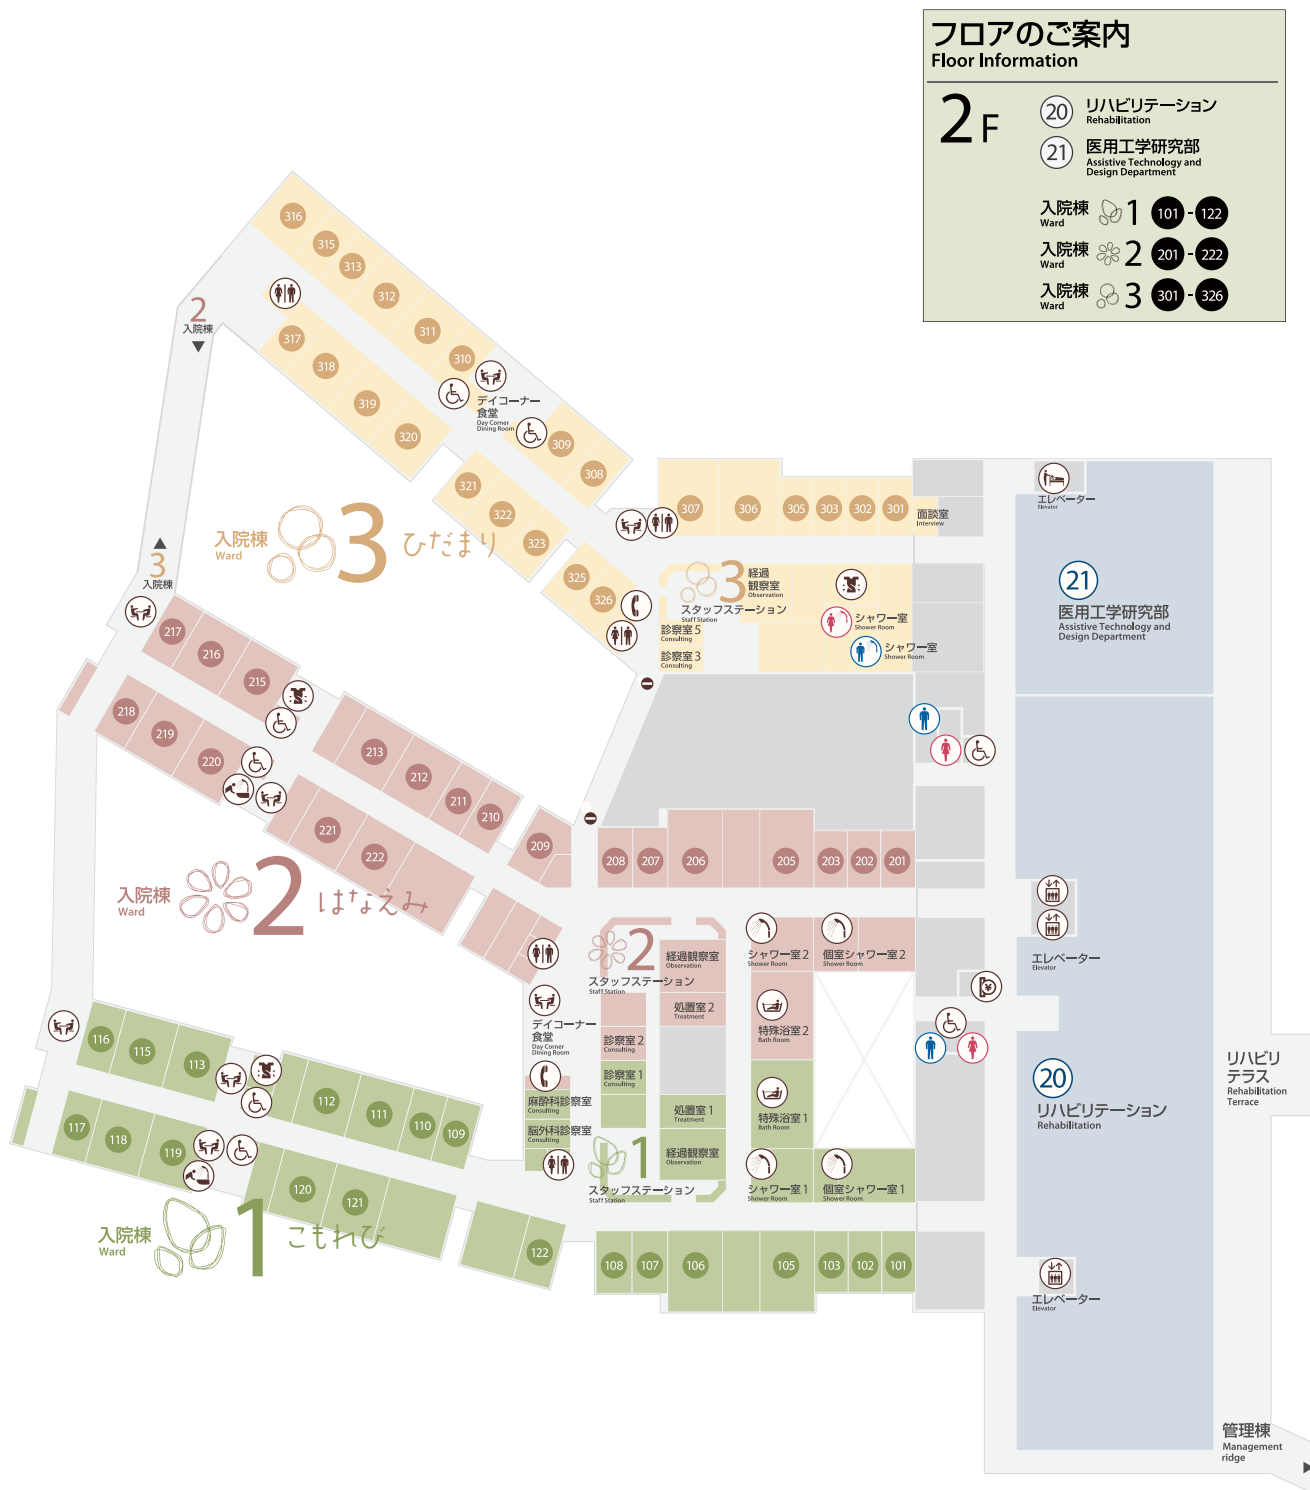 フロアのご案内
Floor Information
2F
20 リハビリテーション
Rehabilitation
21 医用工学研究部
Assistive Technology and
Design Department
入院棟 1 101 - 122
Ward
入院棟 2 201 - 222
Ward
入院棟 3 301 - 326
Ward
316
315
313
312
311
310
317
318
319
320
2
入院棟
デイコーナー
食堂
Day Corner
Dining Room
309
308
321
322
323
325
326
307
306
305
303
302
301
面談室
Interview
エレベーター
Elevator
入院棟
Ward
3 ひだまり
3
入院棟
3
経過
観察室
Observation
スタッフステーション
Staff Station
診察室5
Consulting
診察室3
Consulting
シャワー室
Shower Room
シャワー室
Shower Room
21
医用工学研究部
Assistive Technology and
Design Department
217
216
215
218
219
220
213
212
211
210
209
221
222
208
207
206
205
203
202
201
入院棟
Ward
2 はなえみ
2
経過観察室
Observation
スタッフステーション
Staff Station
シャワー室2
Shower Room
個室シャワー室2
Shower Room
エレベーター
Elevator
処置室2
Treatment
特殊浴室2
Bath Room
デイコーナー
食堂
Day Corner
Dining Room
診察室2
Consulting
診察室1
Consulting
麻酔科診察室
Consulting
脳外科診察室
Consulting
処置室1
Treatment
特殊浴室1
Bath Room
1
経過観察室
Observation
スタッフステーション
Staff Station
シャワー室1
Shower Room
個室シャワー室1
Shower Room
¥
20
リハビリテーション
Rehabilitation
リハビリ
テラス
Rehabilitation
Terrace
116
115
113
112
111
110
109
117
118
119
120
121
122
入院棟
Ward
1 こもれび
108
107
106
105
103
102
101
エレベーター
Elevator
管理棟
Management
ridge